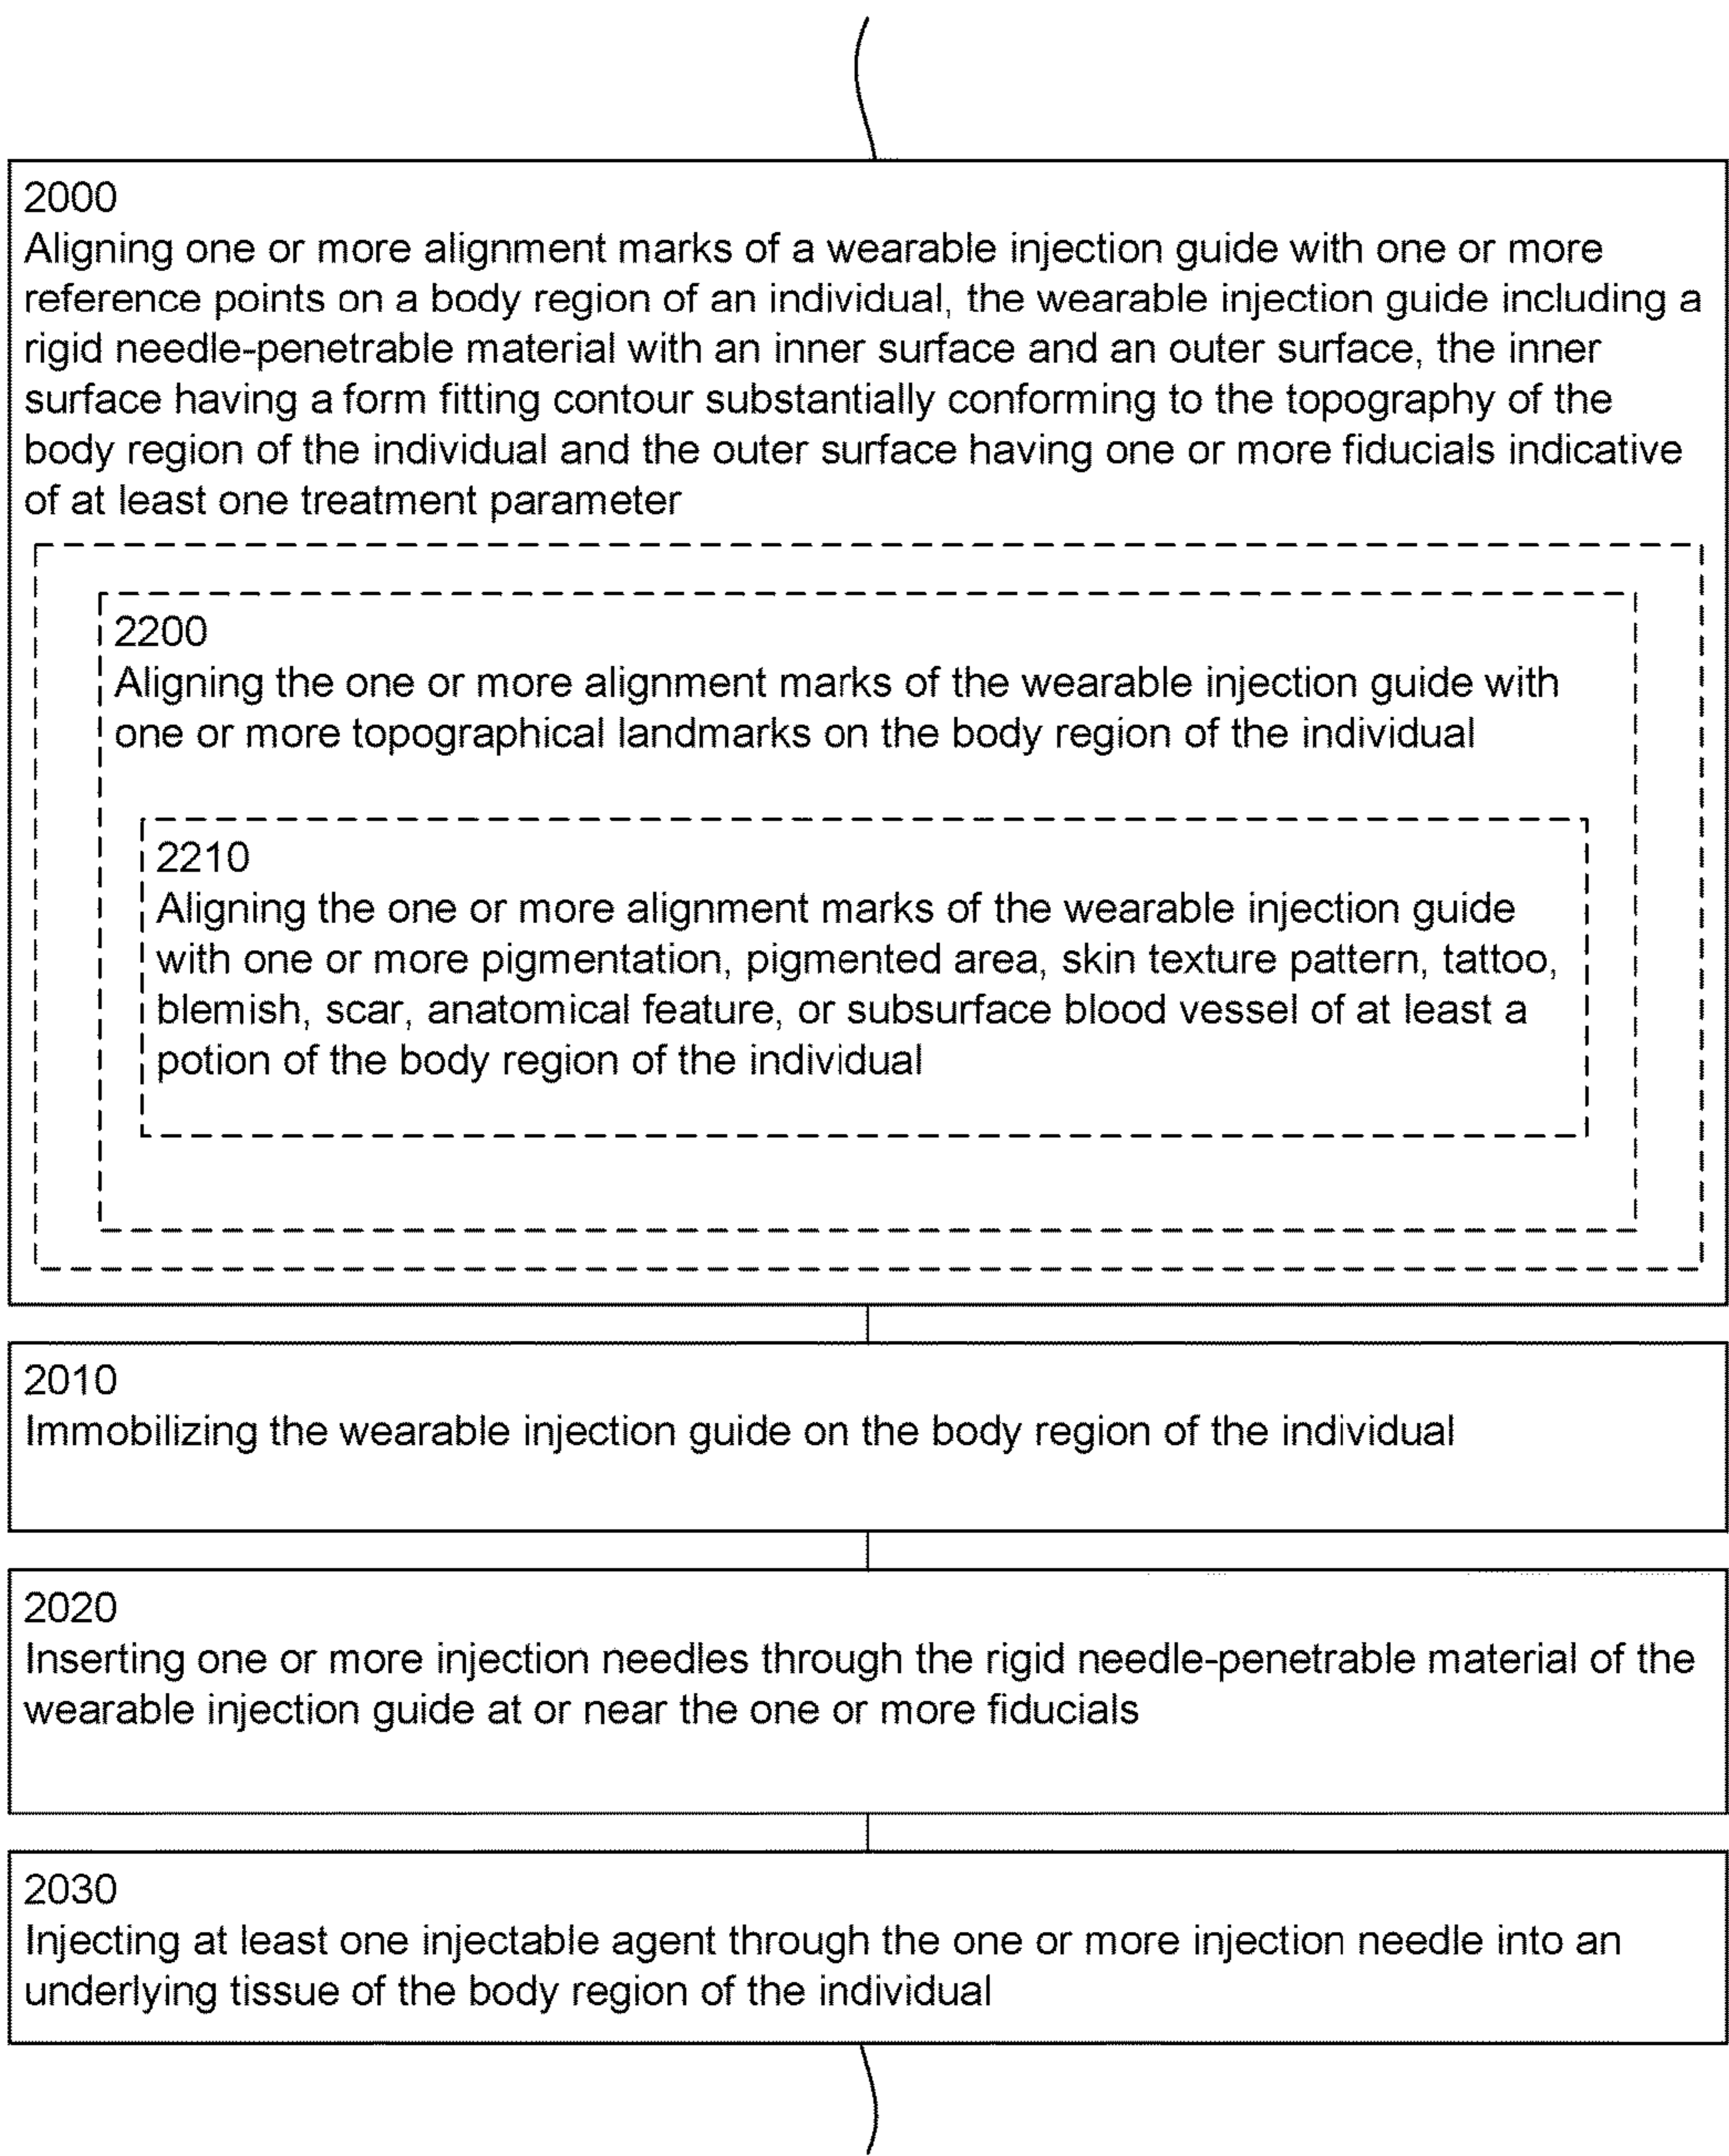 2000
Aligning one or more alignment marks of a wearable injection guide with one or more
reference points on a body region of an individual, the wearable injection guide including a
rigid needle-penetrable material with an inner surface and an outer surface, the inner
surface having a form fitting contour substantially conforming to the topography of the
body region of the individual and the outer surface having one or more fiducials indicative
of at least one treatment parameter
2200
Aligning the one or more alignment marks of the wearable injection guide with
one or more topographical landmarks on the body region of the individual
2210
Aligning the one or more alignment marks of the wearable injection guide
with one or more pigmentation, pigmented area, skin texture pattern, tattoo,
blemish, scar, anatomical feature, or subsurface blood vessel of at least a
potion of the body region of the individual
2010
Immobilizing the wearable injection guide on the body region of the individual
2020
Inserting one or more injection needles through the rigid needle-penetrable material of the
wearable injection guide at or near the one or more fiducials
2030
Injecting at least one injectable agent through the one or more injection needle into an
underlying tissue of the body region of the individual